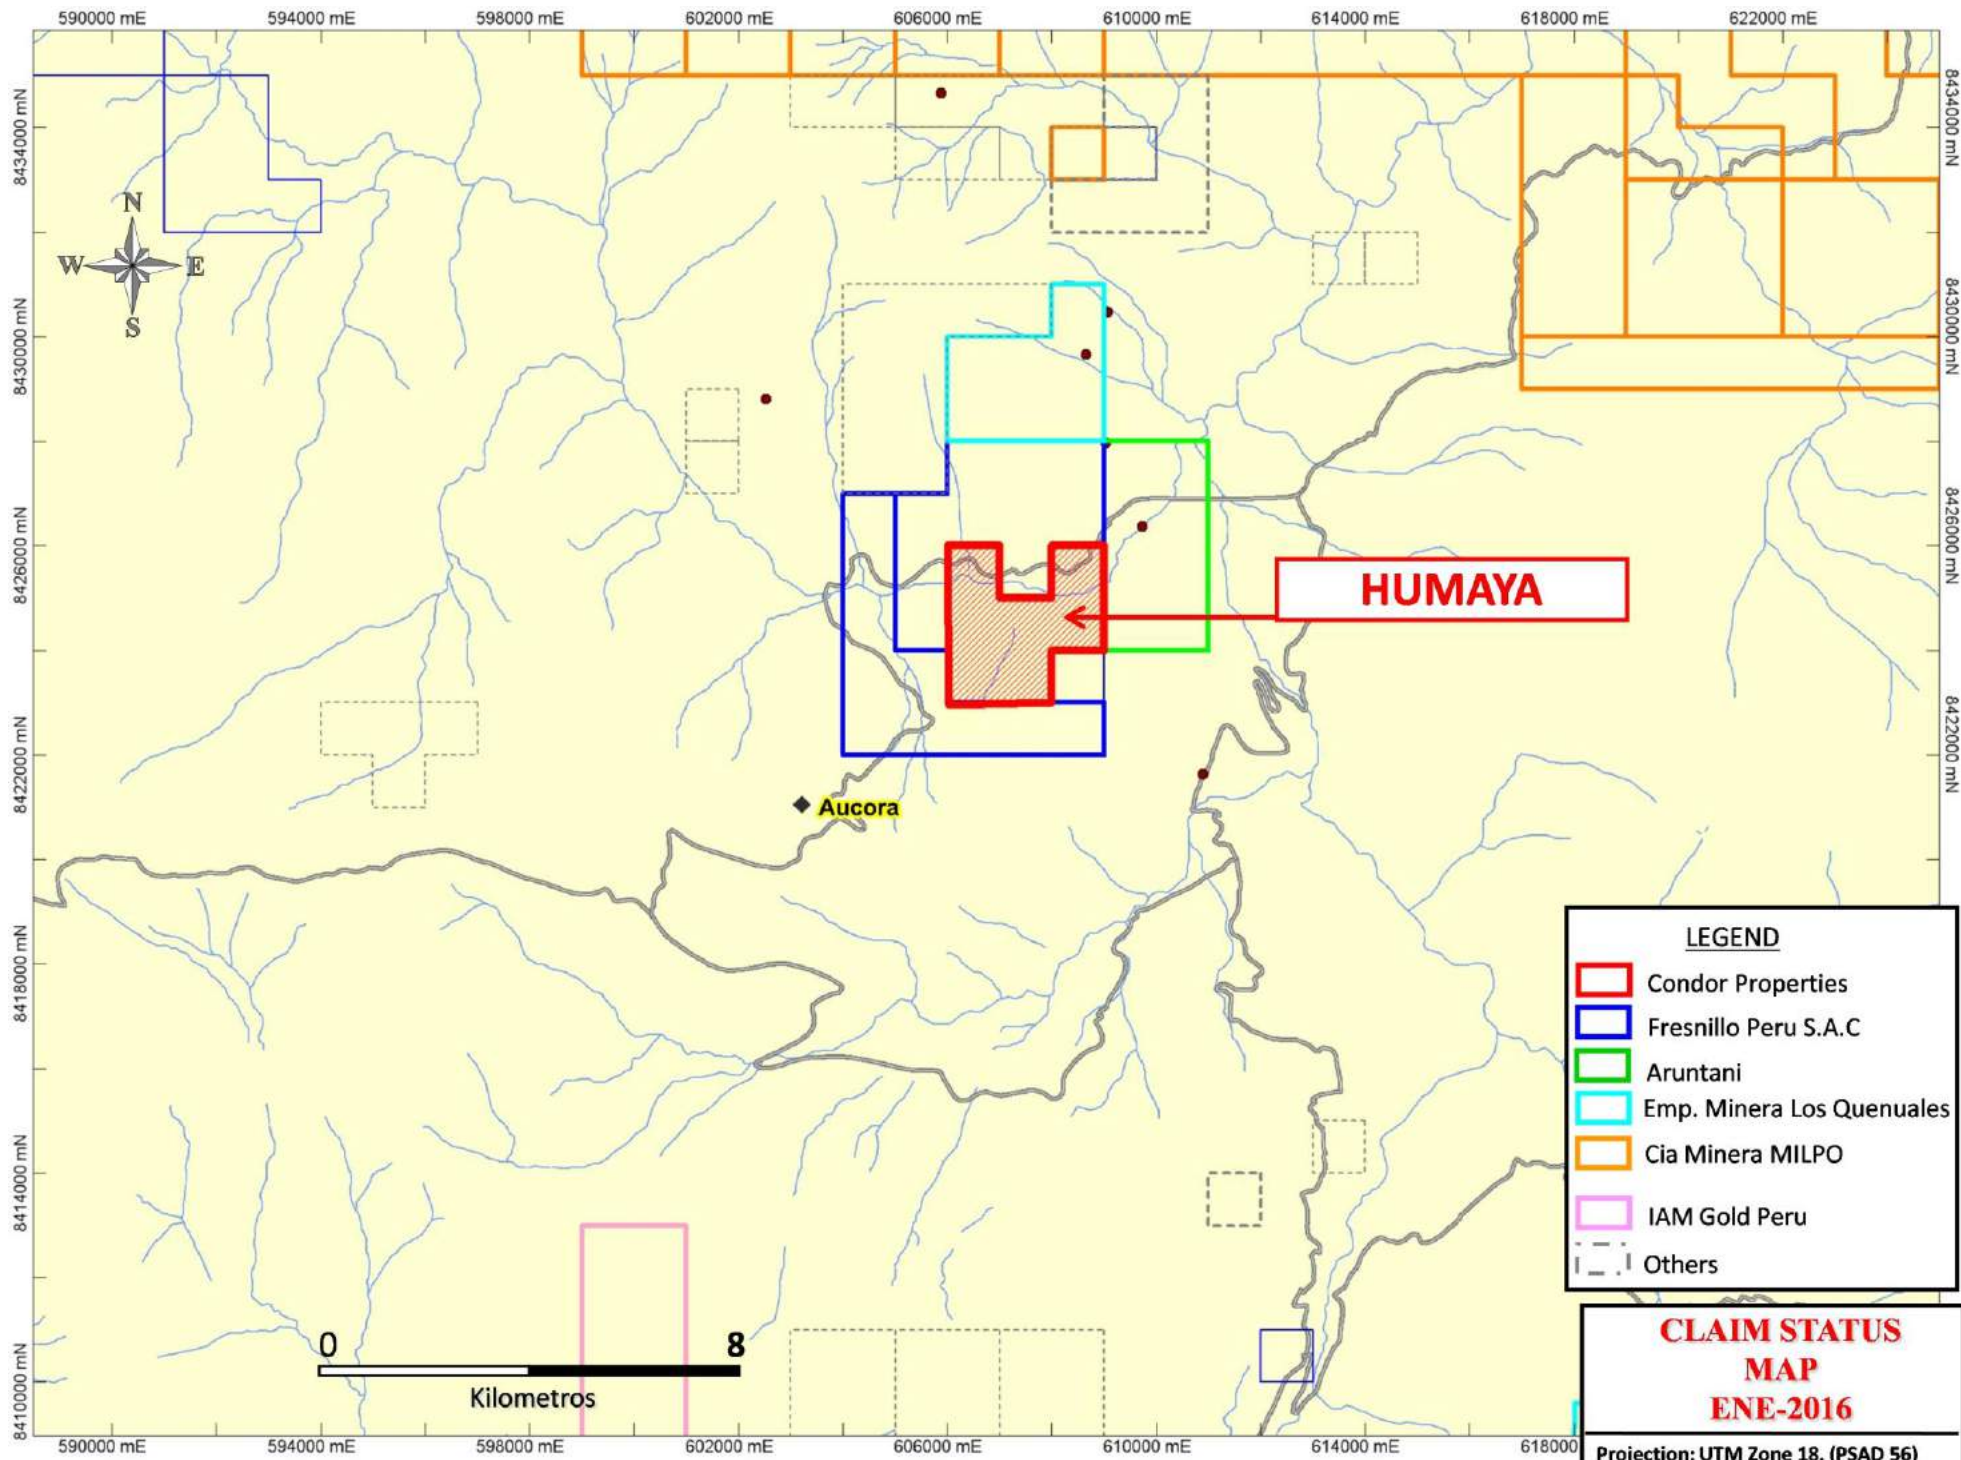 590000 mE 594000 mE 598000 mE 602000 mE 606000 mE 610000 mE 614000 mE 618000 mE 622000 mE
8434000 mN
8434000 mN
N
W E
S
8430000 mN
8430000 mN
8426000 mN
8426000 mN
HUMAYA
8422000 mN
8422000 mN
Aucora
8418000 mN
LEGEND
Condor Properties
Fresnillo Peru S.A.C
Aruntani
Emp. Minera Los Quenuales
Cia Minera MILPO
IAM Gold Peru
Others
8414000 mN
0 8
Kilometros
8410000 mN
CLAIM STATUS
MAP
ENE-2016
Projection: UTM Zone 18, (PSAD 56)
590000 mE 594000 mE 598000 mE 602000 mE 606000 mE 610000 mE 614000 mE 618000